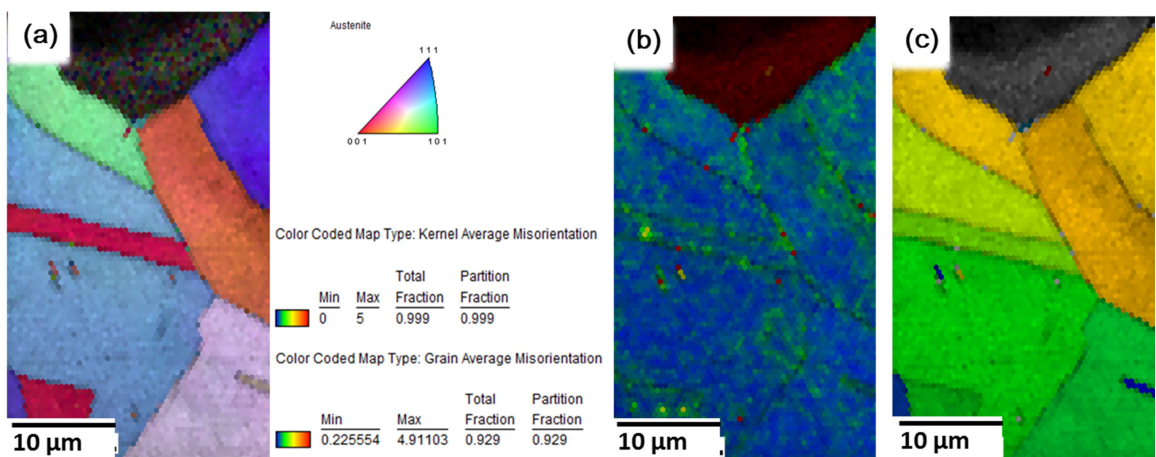 (a)
Austenite
111
001 101
Color Coded Map Type: Kernel Average Misorientation
Total Partition
Min Max Fraction Fraction
0 5 0.999 0.999
Color Coded Map Type: Grain Average Misorientation
Total Partition
Min Max Fraction Fraction
0.225554 4.91103 0.929 0.929
10 µm
(b)
10 µm
(c)
10 µm